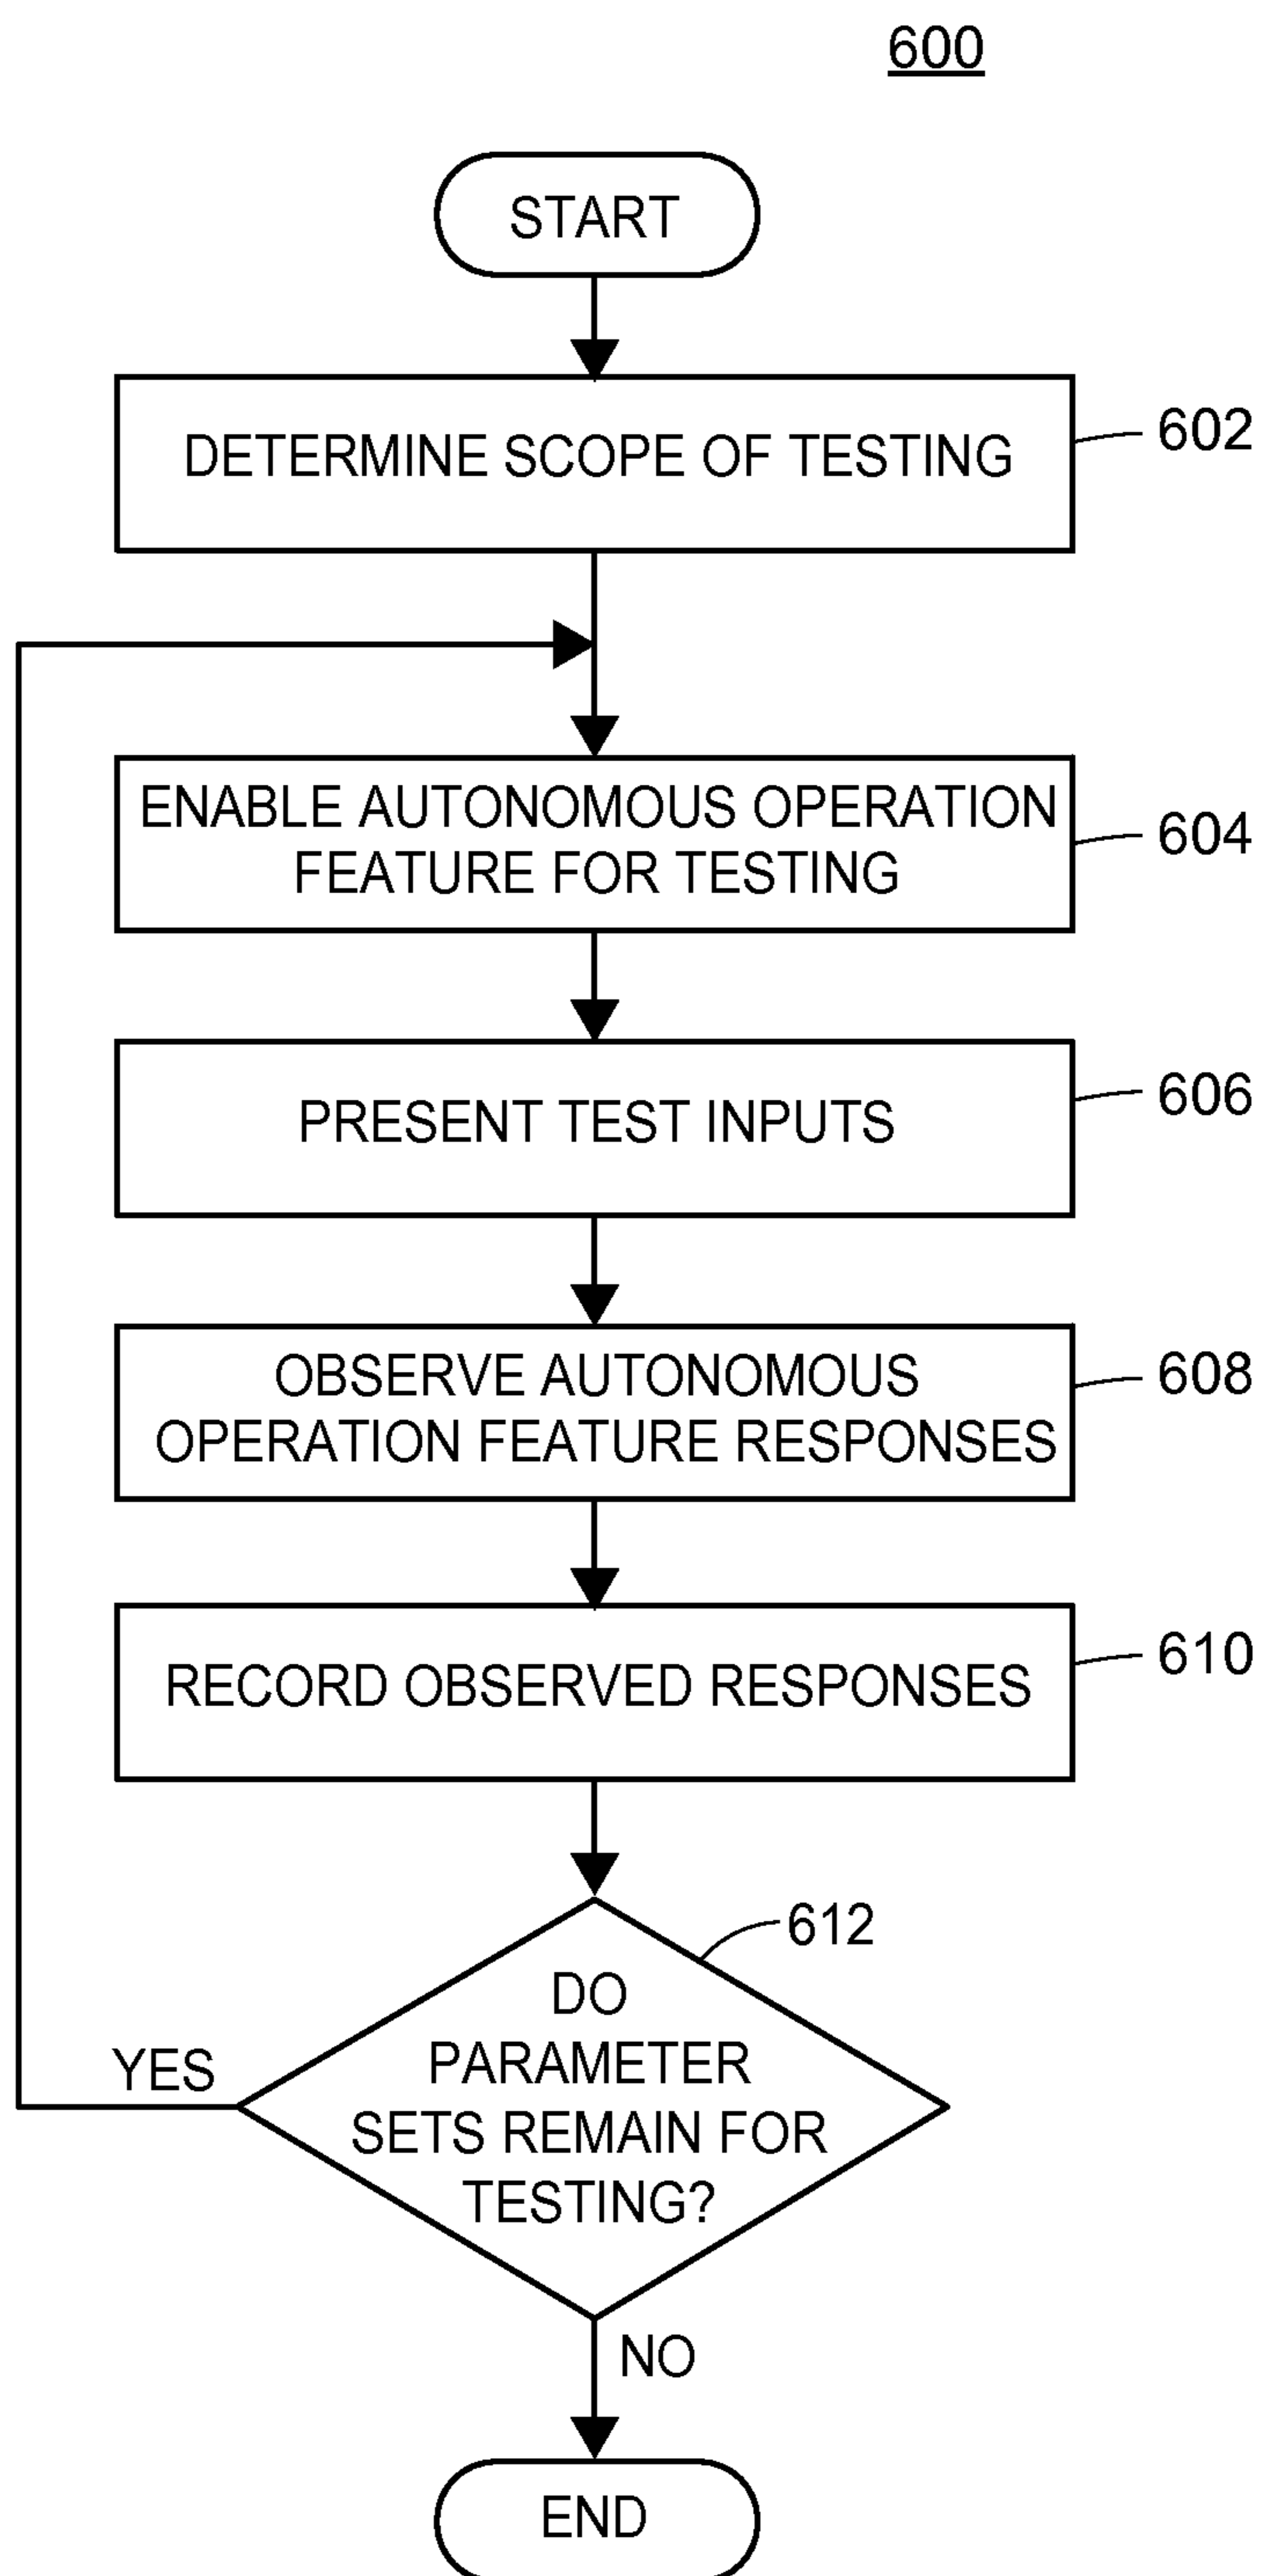 600
START
DETERMINE SCOPE OF TESTING
602
ENABLE AUTONOMOUS OPERATION
FEATURE FOR TESTING
604
PRESENT TEST INPUTS
606
OBSERVE AUTONOMOUS
OPERATION FEATURE RESPONSES
608
RECORD OBSERVED RESPONSES
610
612
DO
PARAMETER
SETS REMAIN FOR
TESTING?
YES
NO
END